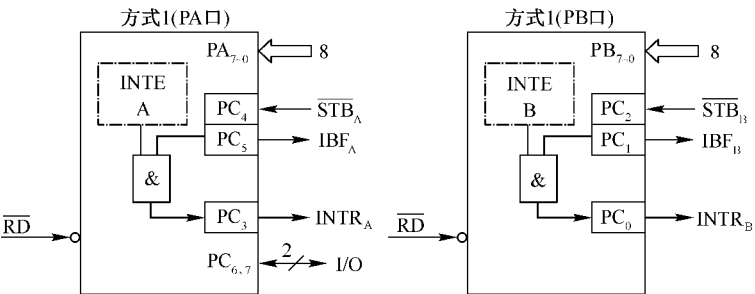 方式1(PA口)
PA7~0
8
INTE
A
PC4
STBA
PC5
IBFA
&
PC3
INTRA
RD
PC6,7
2
I/O
方式1(PB口)
PB7~0
8
INTE
B
PC2
STBB
PC1
IBFB
&
PC0
INTRB
RD